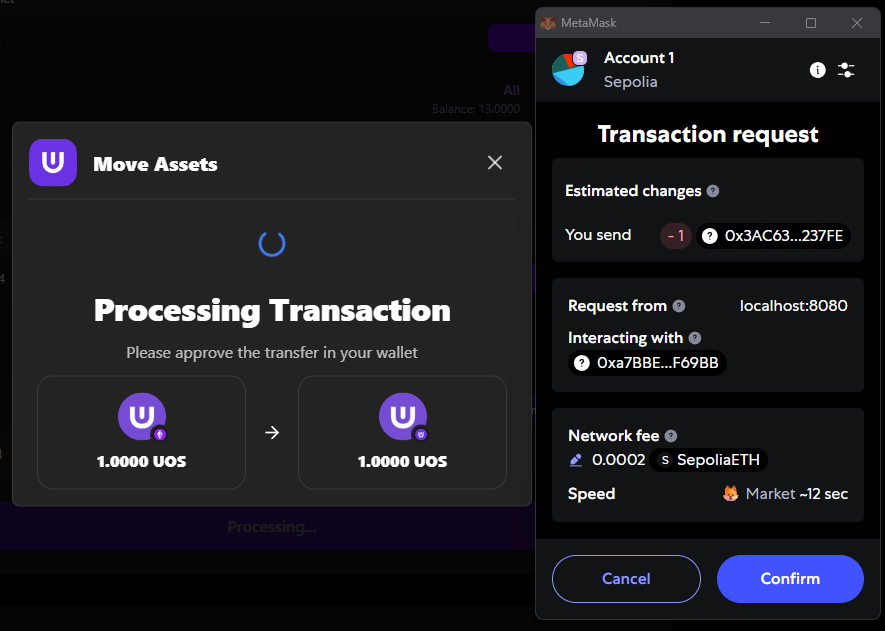 All
Balance: 13.0000
Move Assets
Processing Transaction
Please approve the transfer in your wallet
1.0000 UOS
1.0000 UOS
Processing...
MetaMask
S
Account 1
Sepolia
Transaction request
Estimated changes
You send
- 1
0x3AC63...237FE
Request from
localhost:8080
Interacting with
0xa7BBE...F69BB
Network fee
0.0002
S SepoliaETH
Speed
Market ~12 sec
Cancel
Confirm